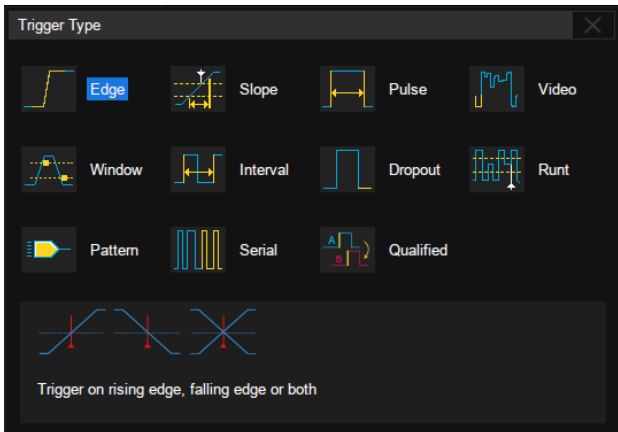 Trigger Type
Edge
Slope
Pulse
Video
Window
Interval
Dropout
Runt
Pattern
Serial
A
B
Qualified
Trigger on rising edge, falling edge or both